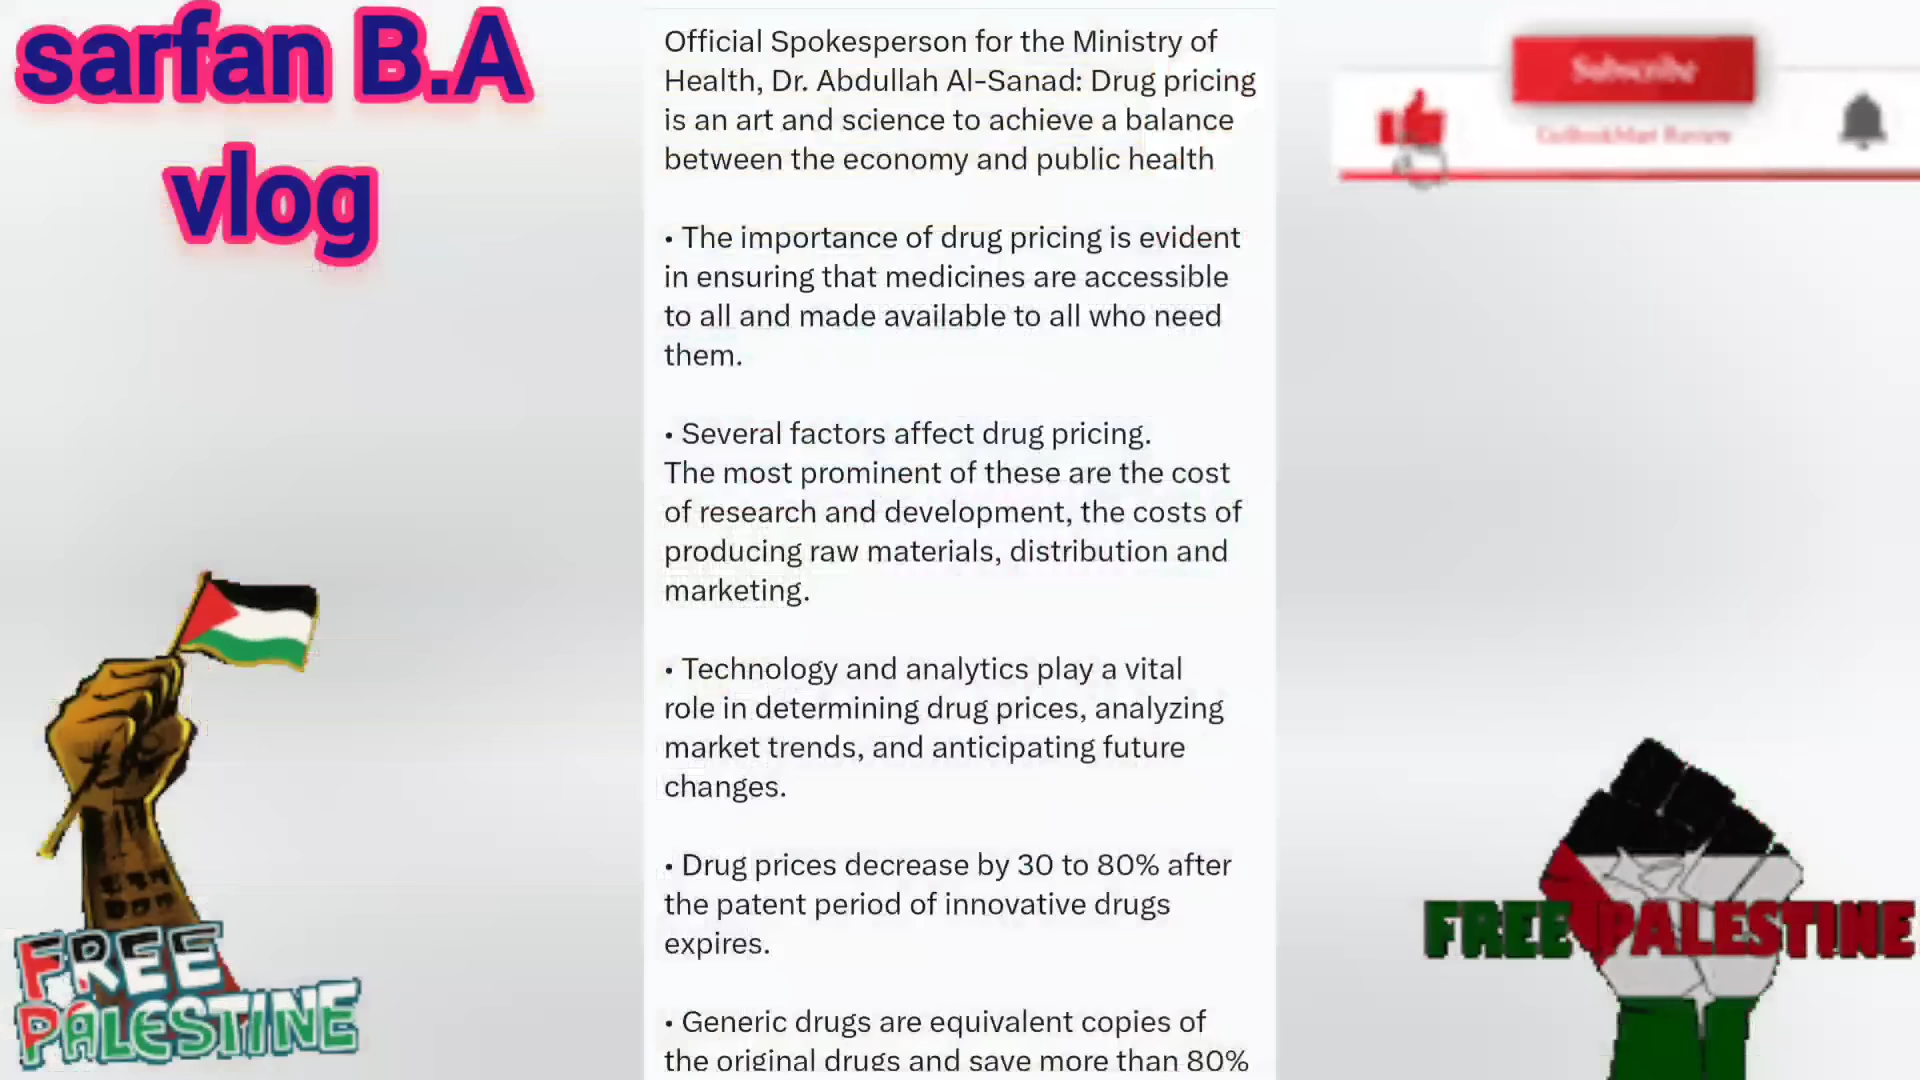 sarfan B.A
vlog
Official Spokesperson for the Ministry of
Health, Dr. Abdullah Al-Sanad: Drug pricing
is an art and science to achieve a balance
between the economy and public health
• The importance of drug pricing is evident
in ensuring that medicines are accessible
to all and made available to all who need
them.
• Several factors affect drug pricing.
The most prominent of these are the cost
of research and development, the costs of
producing raw materials, distribution and
marketing.
• Technology and analytics play a vital
role in determining drug prices, analyzing
market trends, and anticipating future
changes.
• Drug prices decrease by 30 to 80% after
the patent period of innovative drugs
expires.
• Generic drugs are equivalent copies of
the original drugs and save more than 80%
Subscribe
FREE
PALESTINE
FREE PALESTINE